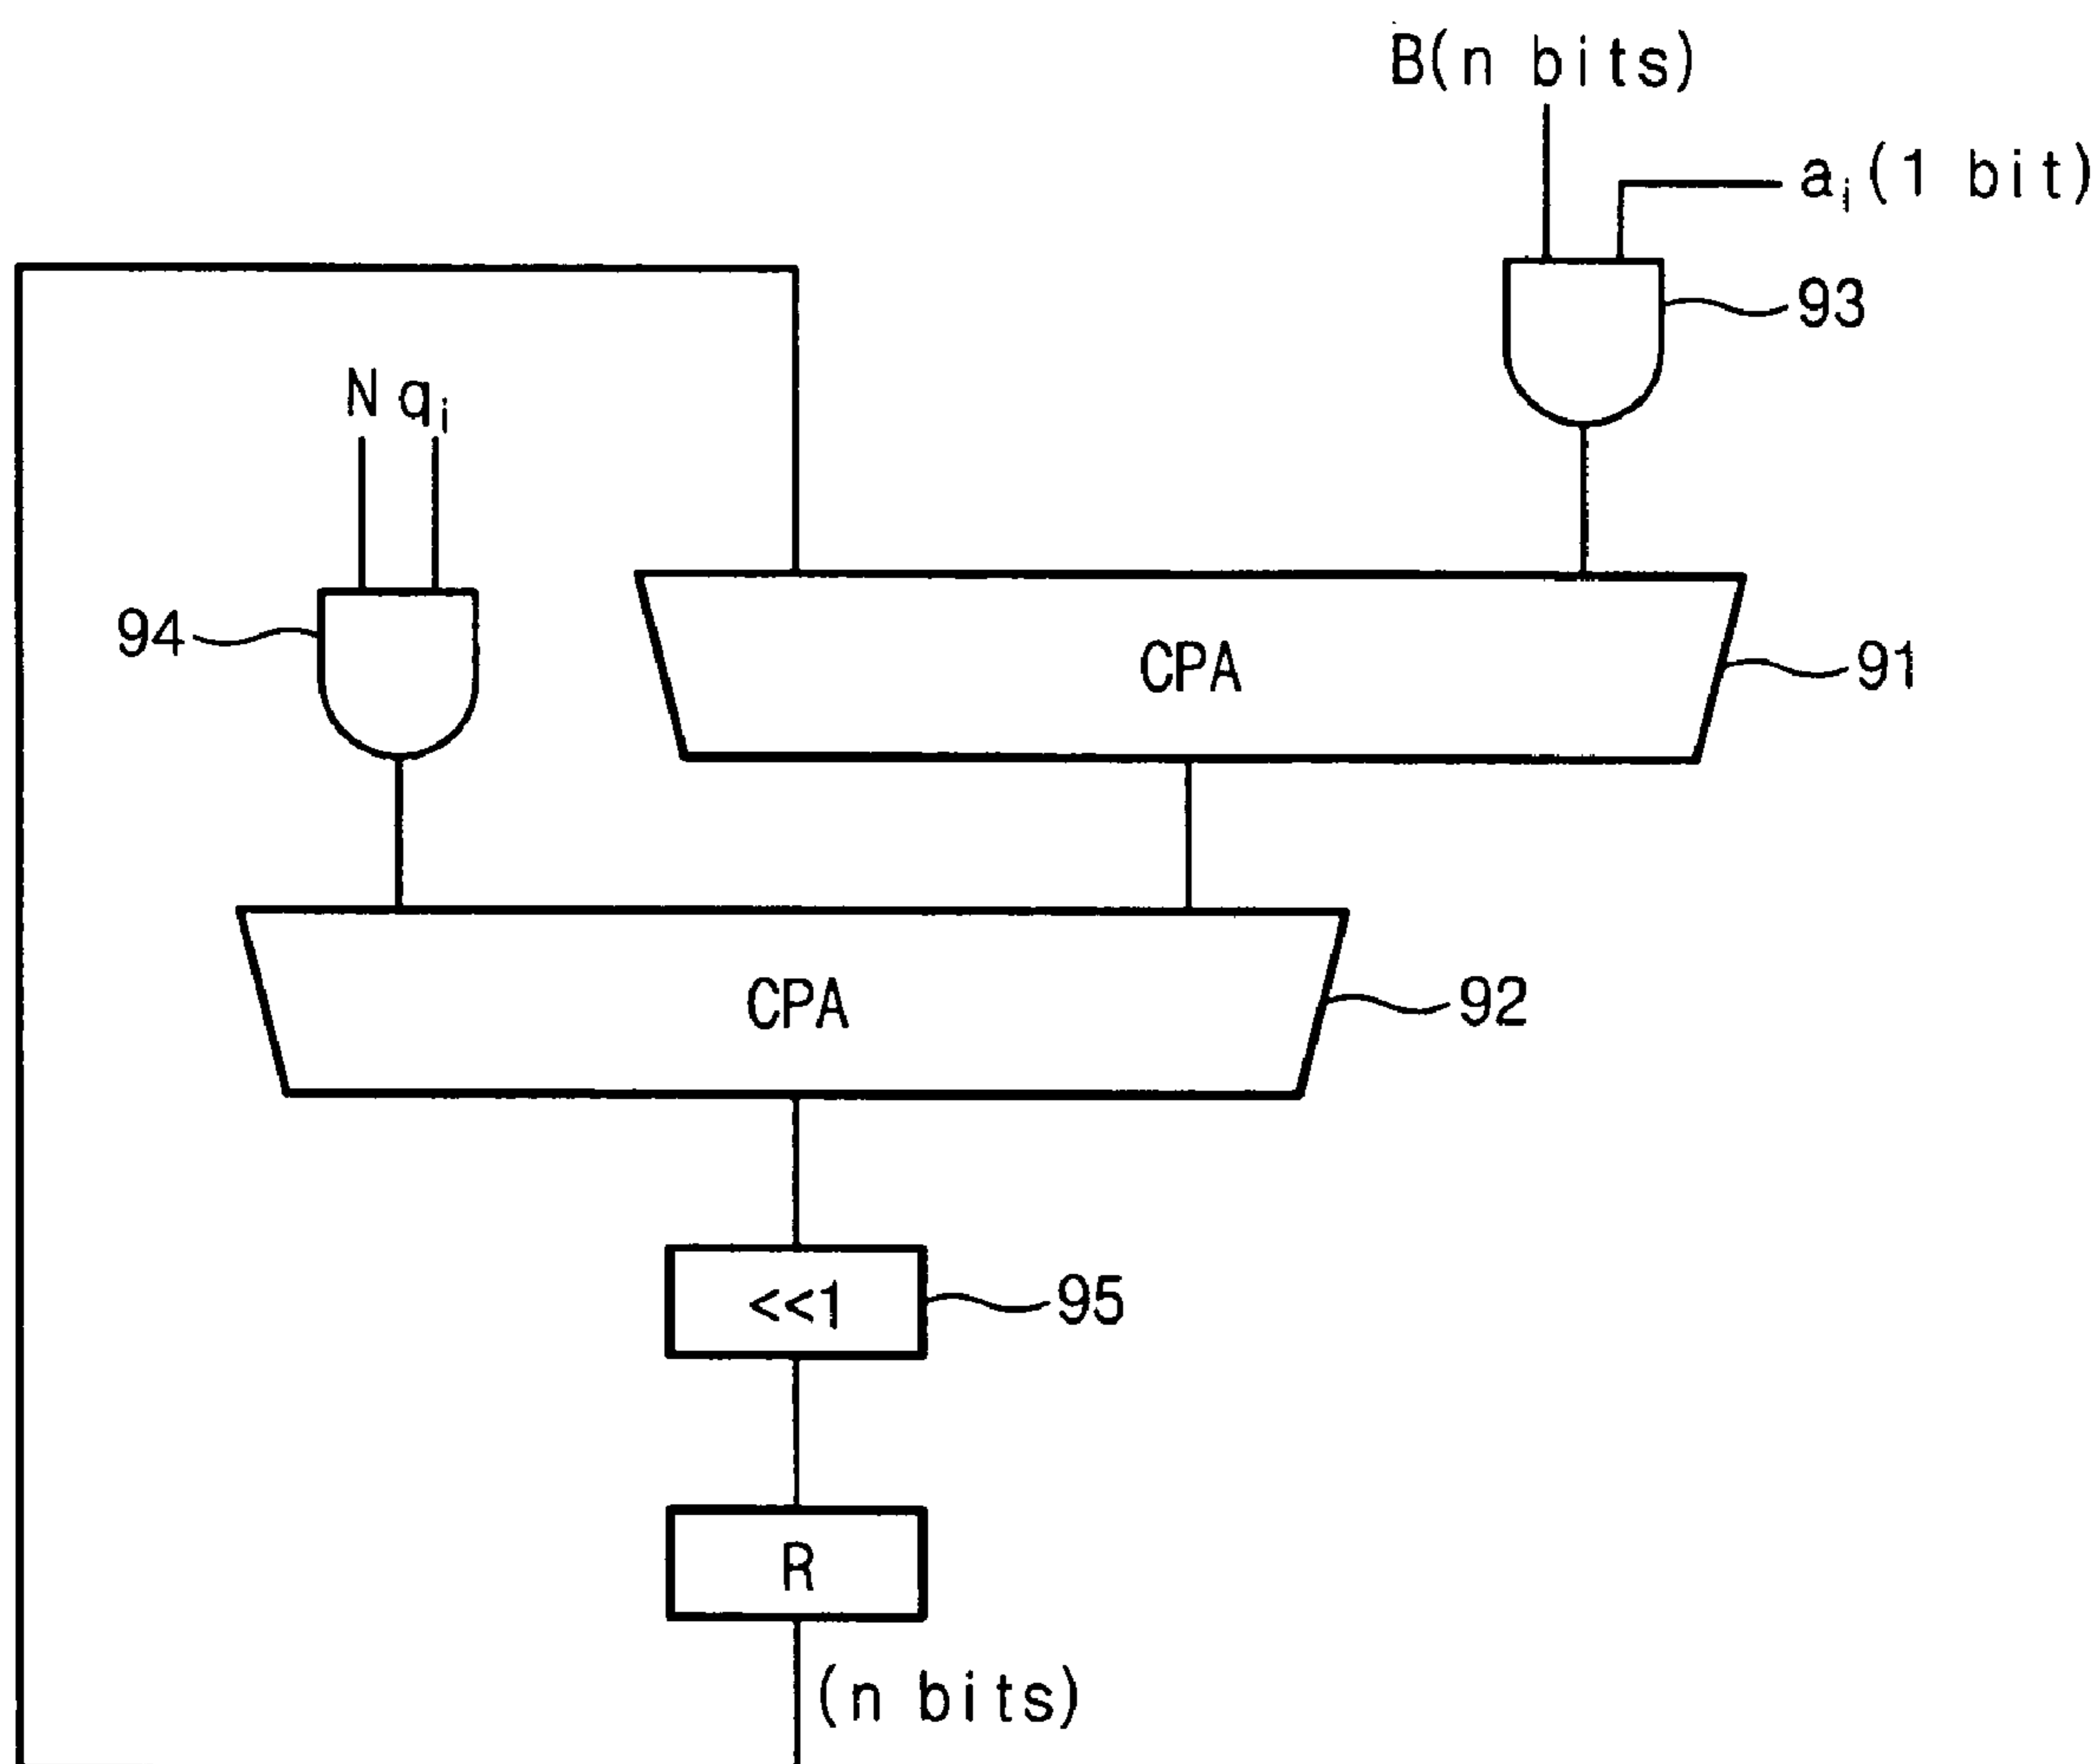 B(n bits)
aᵢ(1 bit)
93
N qᵢ
94
CPA
91
CPA
92
<<1
95
R
(n bits)